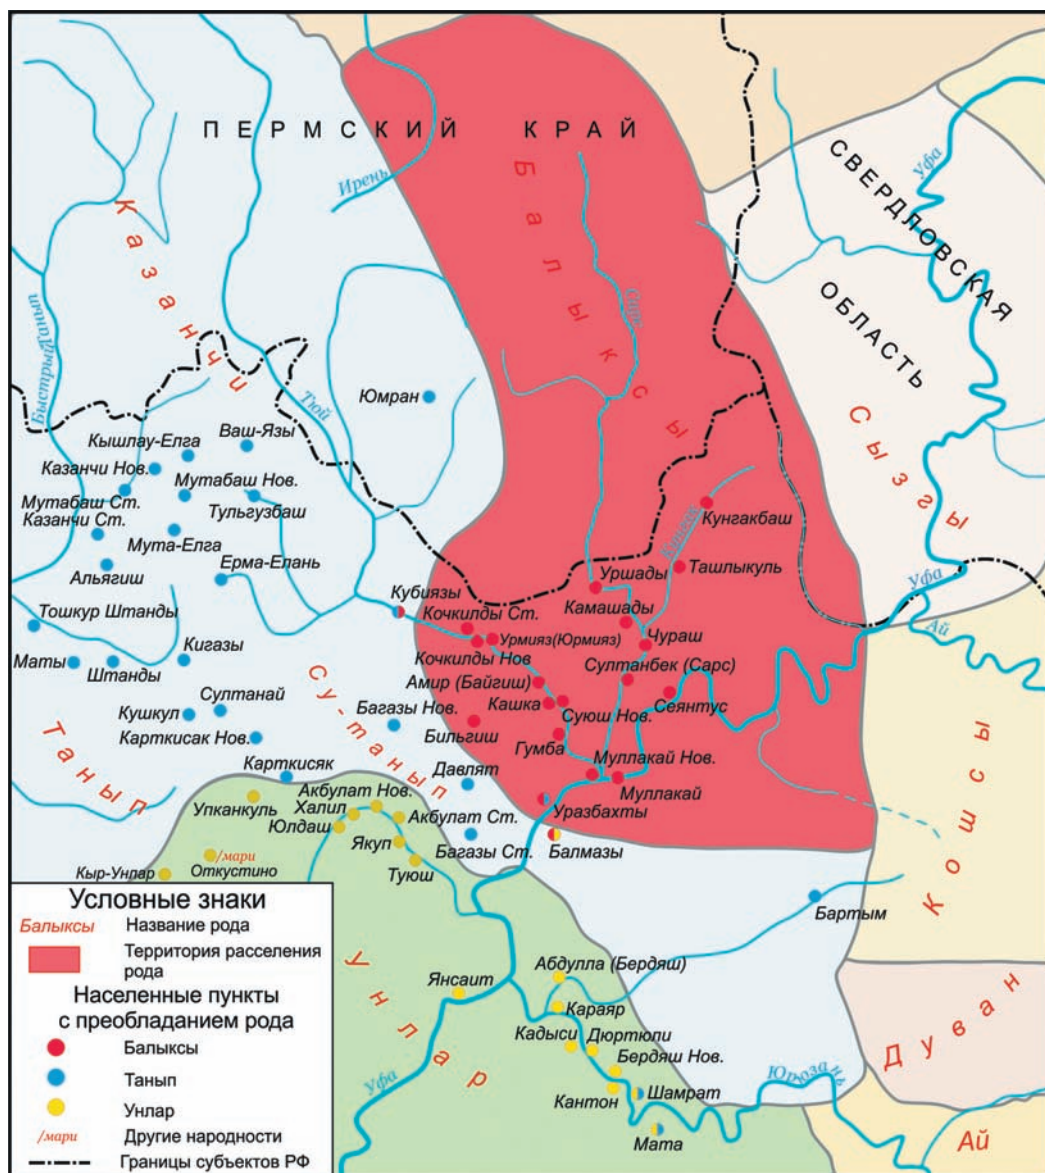 ПЕРМСКИЙ КРАЙ
СВЕРДЛОВСКАЯ
ОБЛАСТЬ
Уфа
Ирень
Казанчи
Балыксы
Сарс
Сызгы
Быстрый Танып
Тюй
Юмран
Ваш-Язы
Кышлау-Елга
Казанчи Нов.
Мутабаш Нов.
Мутабаш Ст.
Тульгузбаш
Казанчи Ст.
Мута-Елга
Альягиш
Ерма-Елань
Кунгакбаш
Ташлыкуль
Уршады
Камашады
Уфа
Ай
Кубиязы
Кочкилды Ст.
Урмияз(Юрмияз)
Чураш
Кочкилды Нов
Султанбек (Сарс)
Тошкур Штанды
Маты
Штанды
Кигазы
Амир (Байгиш)
Кашка
Сеянтус
Суюш Нов.
Султанай
Кушкул
Багазы Нов.
Бильгиш
Гумба
Карткисак Нов.
Су-танып
Танып
Муллакай Нов.
Муллакай
Карткисяк
Давлят
Уразбахты
Кошсы
Акбулат Нов.
Упканкуль
Халил
Юлдаш
Акбулат Ст.
Якуп
Багазы Ст.
Балмазы
/мари
Откустино
Туюш
Кыр-Унлар
Бартым
Унлар
Абдулла (Бердяш)
Янсаит
Караяр
Кадыси
Дюртюли
Бердяш Нов.
Кантон
Шамрат
Мата
Уфа
Юрюзань
Дуван
Ай
Условные знаки
Балыксы Название рода
Территория расселения
рода
Населенные пункты
с преобладанием рода
Балыксы
Танып
Унлар
/мари Другие народности
Границы субъектов РФ